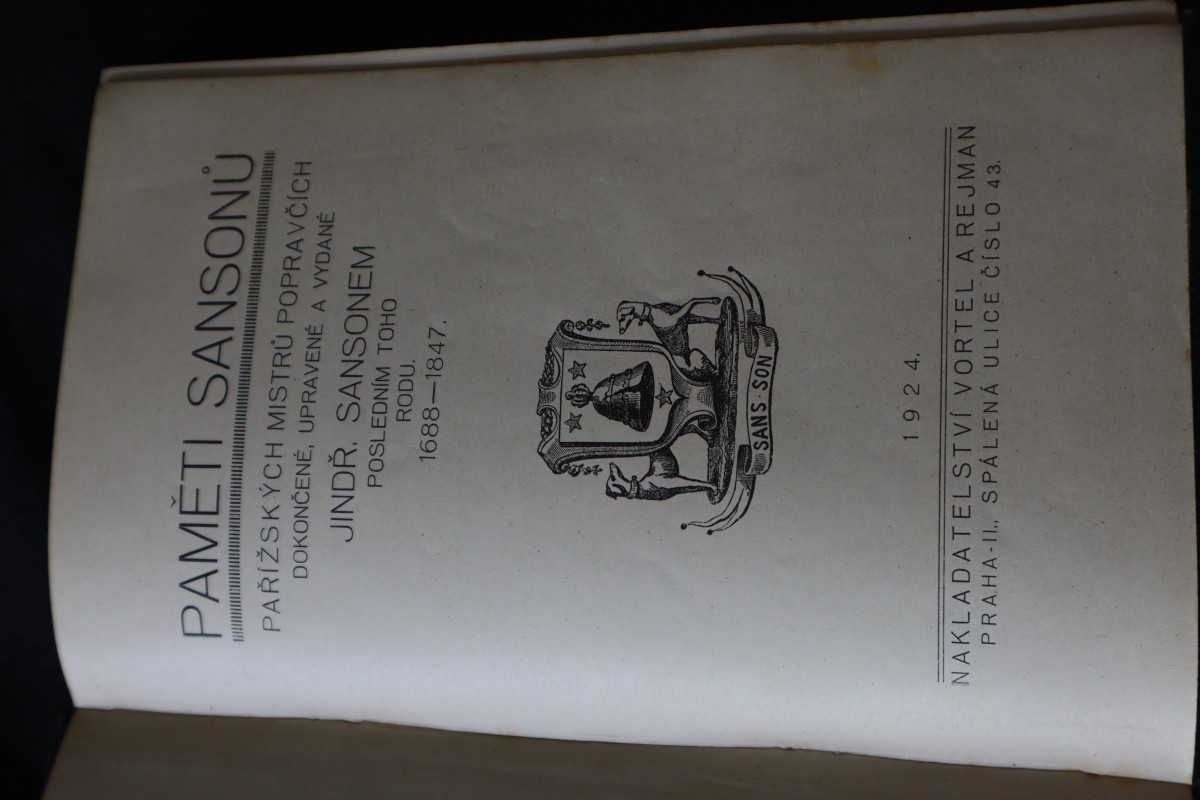 PAMĚTI SANSONŮ
PAŘÍŽSKÝCH MISTRŮ POPRAVČÍCH
DOKONČENÉ, UPRAVENÉ A VYDANÉ
JINDŘ. SANSONEM
POSLEDNÍM TOHO
RODU.
1688—1847.
SANS·SON
1924.
NAKLADATELSTVÍ VORTEL A REJMAN
PRAHA-II., SPÁLENÁ ULICE ČÍSLO 43.